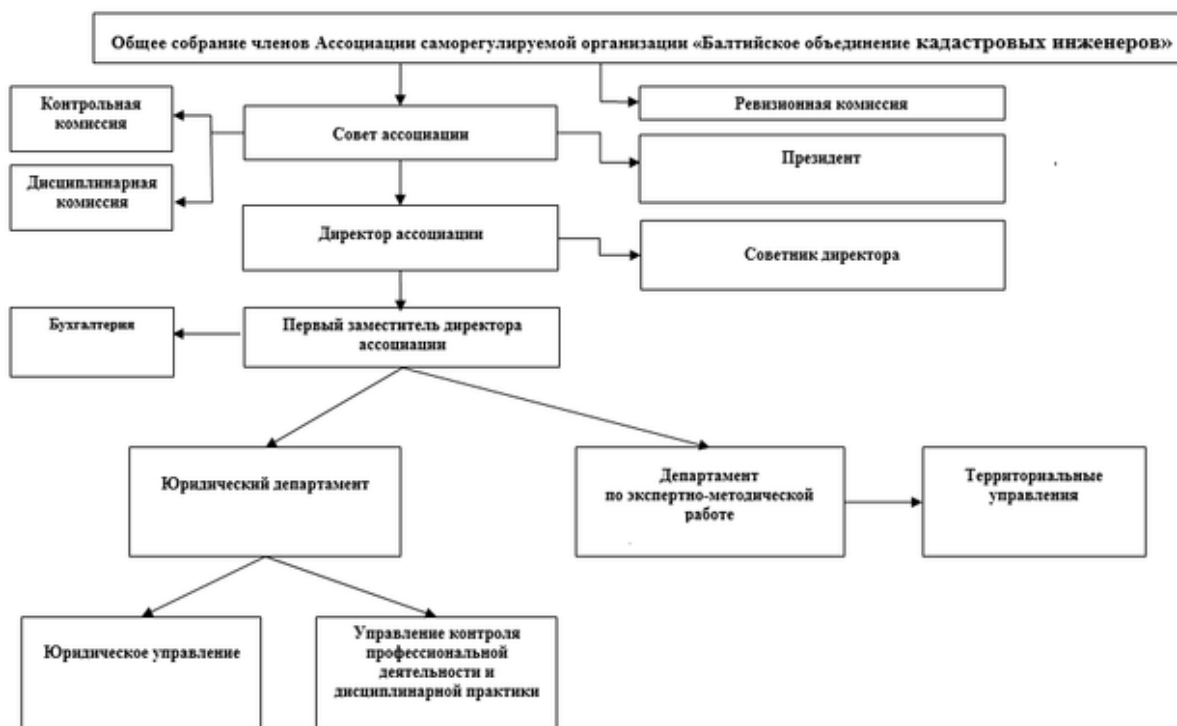 Общее собрание членов Ассоциации саморегулируемой организации «Балтийское объединение кадастровых инженеров»
Контрольная
комиссия
Ревизионная комиссия
Совет ассоциации
Президент
Дисциплинарная
комиссия
Директор ассоциации
Советник директора
Бухгалтерия
Первый заместитель директора
ассоциации
Юридический департамент
Департамент
по экспертно-методической
работе
Территориальные
управления
Юридическое управление
Управление контроля
профессиональной
деятельности и
дисциплинарной практики